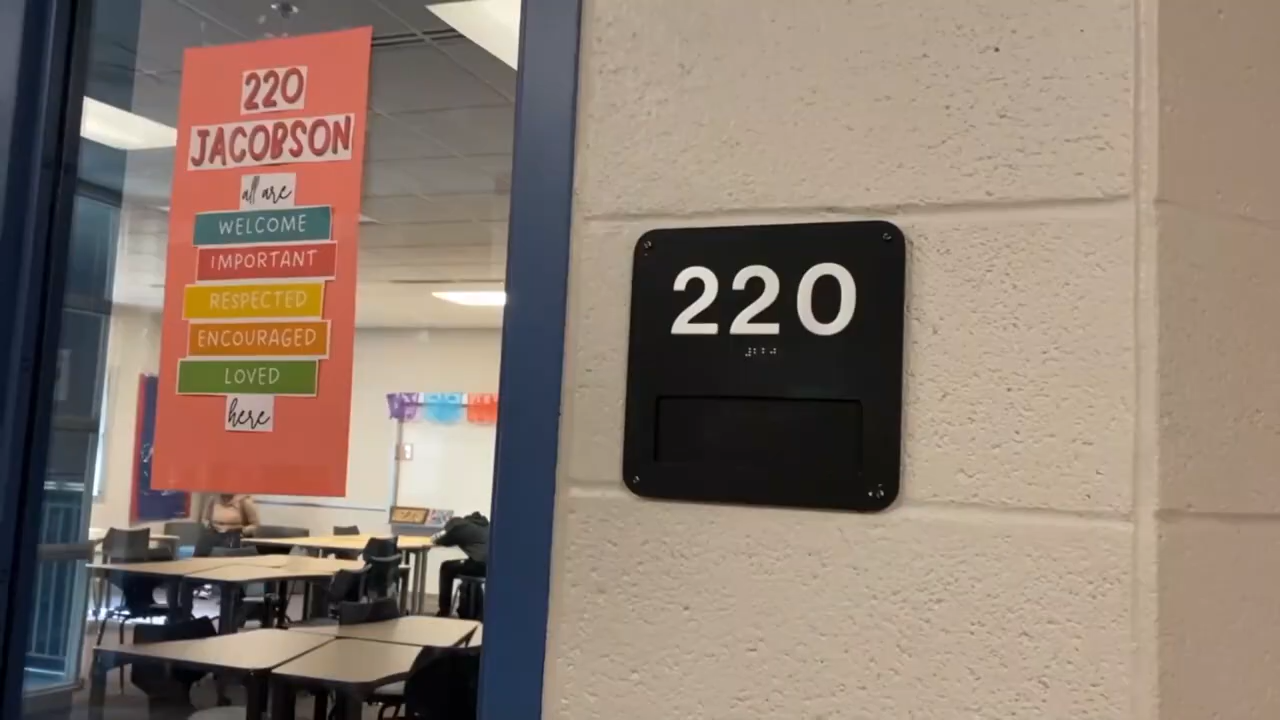 220
JACOBSON
all are
WELCOME
IMPORTANT
RESPECTED
ENCOURAGED
LOVED
here
220